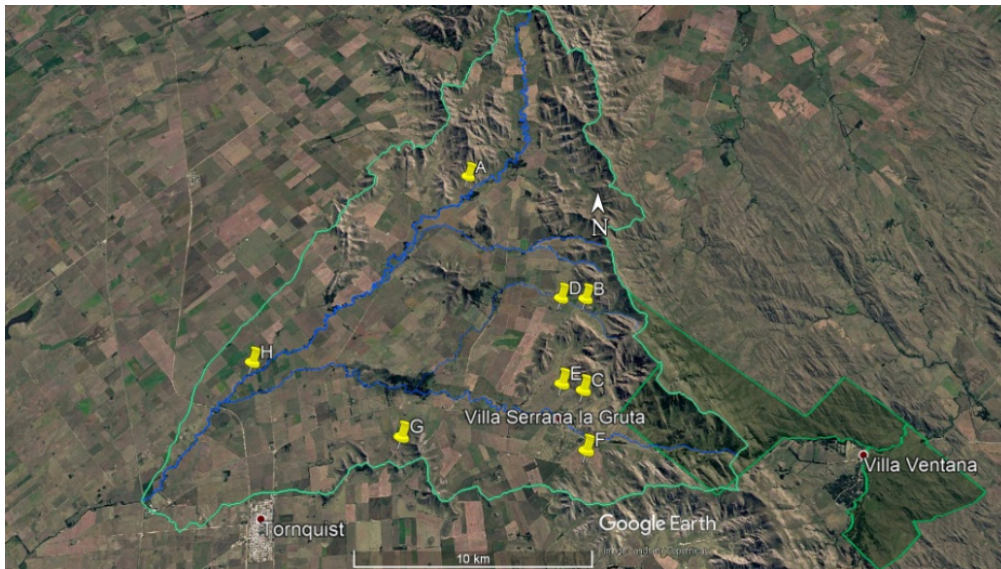 A
N
D B
H
E C
Villa Serrana la Gruta
G
F
Villa Ventana
Tornquist
Google Earth
10 km